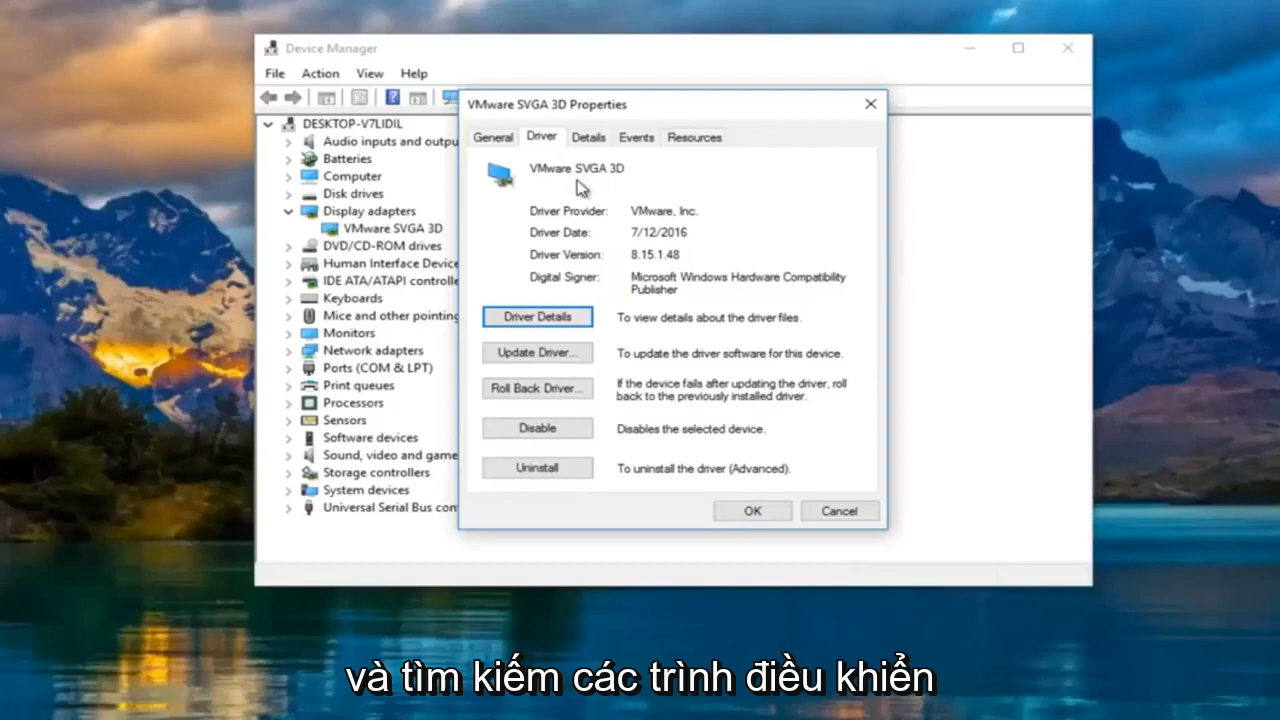 Device Manager
File Action View Help
DESKTOP-V7LIDIL
Audio inputs and outpu
Batteries
Computer
Disk drives
Display adapters
VMware SVGA 3D
DVD/CD-ROM drives
Human Interface Device
IDE ATA/ATAPI controlle
Keyboards
Mice and other pointing
Monitors
Network adapters
Ports (COM & LPT)
Print queues
Processors
Sensors
Software devices
Sound, video and game
Storage controllers
System devices
Universal Serial Bus con
VMware SVGA 3D Properties
General Driver Details Events Resources
VMware SVGA 3D
Driver Provider: VMware, Inc.
Driver Date: 7/12/2016
Driver Version: 8.15.1.48
Digital Signer: Microsoft Windows Hardware Compatibility
Publisher
Driver Details To view details about the driver files.
Update Driver... To update the driver software for this device.
Roll Back Driver... If the device fails after updating the driver, roll
back to the previously installed driver.
Disable Disables the selected device.
Uninstall To uninstall the driver (Advanced).
OK Cancel
và tìm kiếm các trình điều khiển